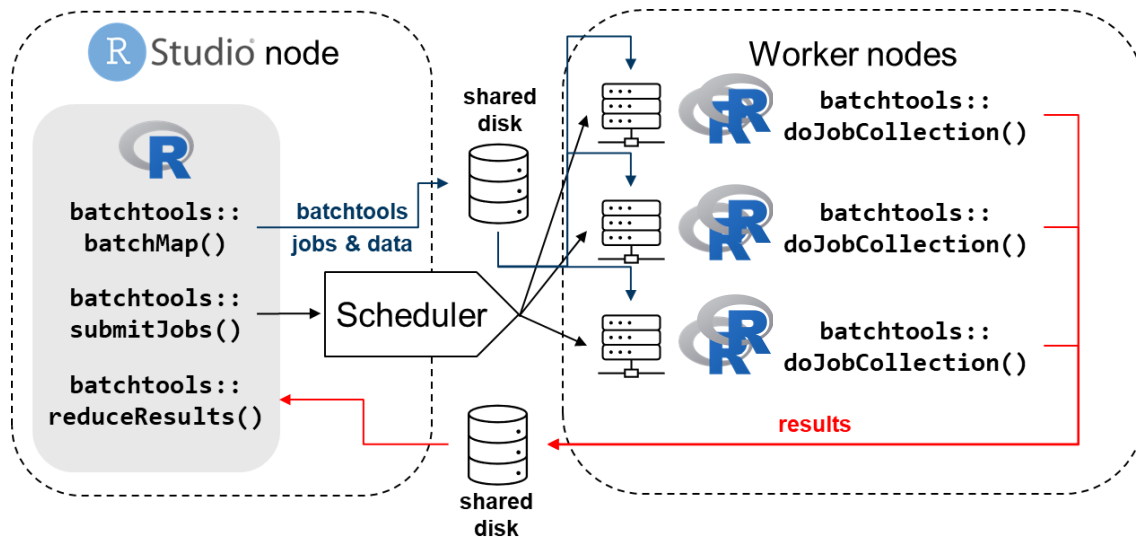 R Studio® node
batchtools::
batchMap()
batchtools::
submitJobs()
batchtools::
reduceResults()
batchtools
jobs & data
Scheduler
shared
disk
shared
disk
Worker nodes
batchtools::
doJobCollection()
batchtools::
doJobCollection()
batchtools::
doJobCollection()
results